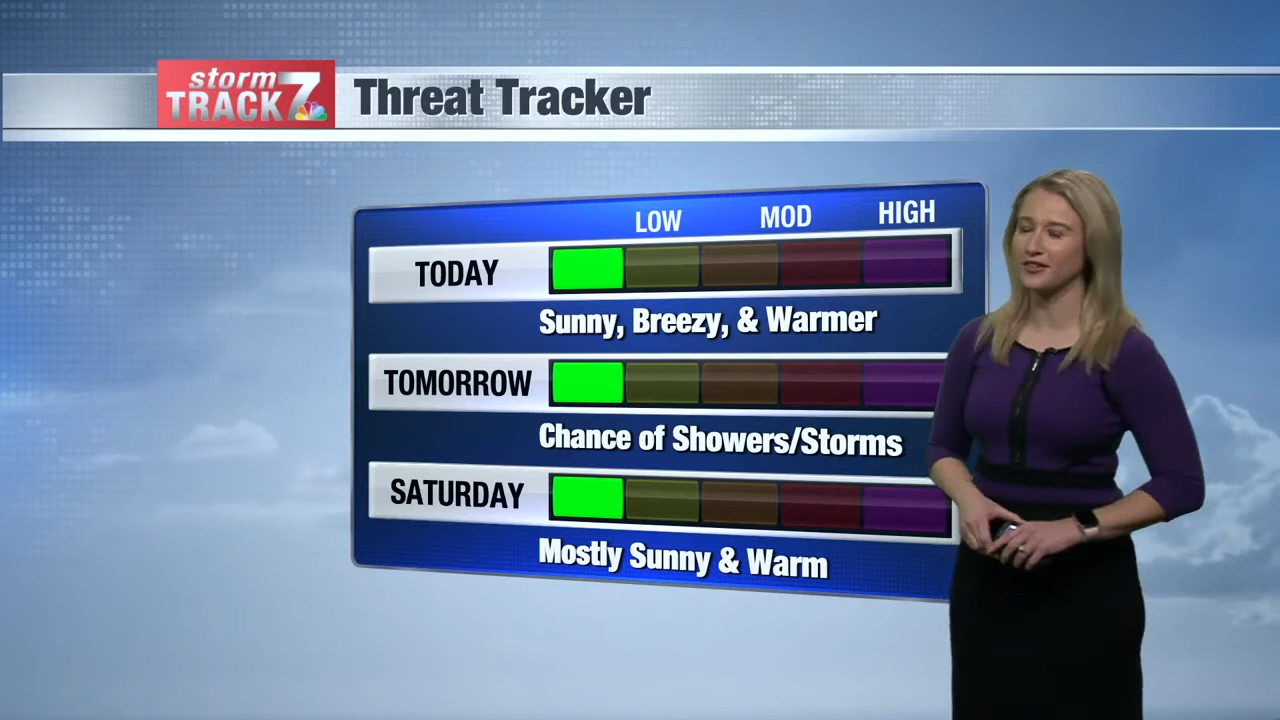 storm
TRACK 7
Threat Tracker
LOW MOD HIGH
TODAY
Sunny, Breezy, & Warmer
TOMORROW
Chance of Showers/Storms
SATURDAY
Mostly Sunny & Warm